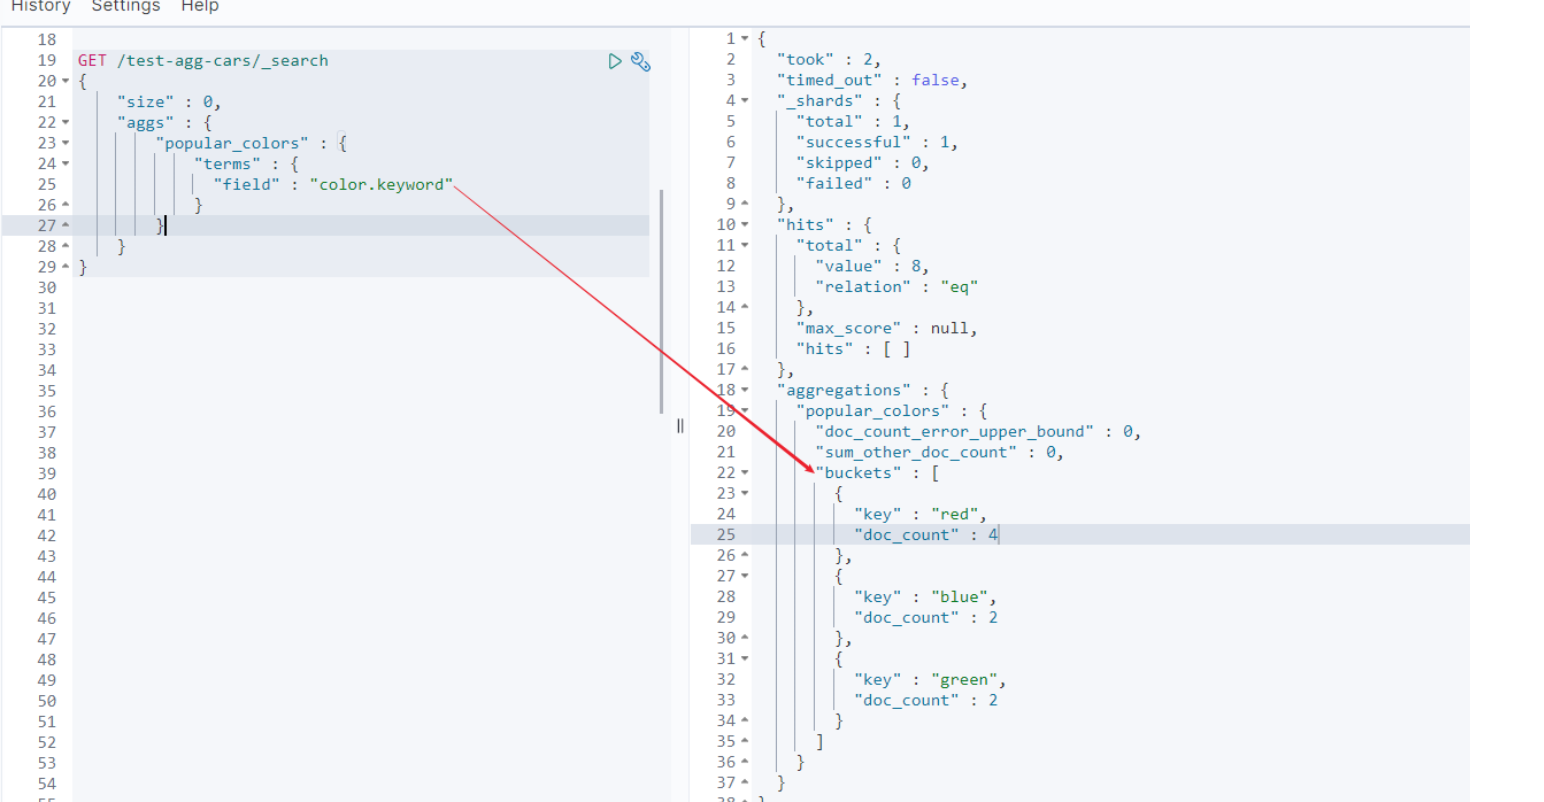 History Settings Help
18
19 GET /test-agg-cars/_search
20 {
21 "size" : 0,
22 "aggs" : {
23 "popular_colors" : {
24 "terms" : {
25 "field" : "color.keyword"
26 }
27 }
28 }
29 }
30
31
32
33
34
35
36
37
38
39
40
41
42
43
44
45
46
47
48
49
50
51
52
53
54
55
1 {
2 "took" : 2,
3 "timed_out" : false,
4 "_shards" : {
5 "total" : 1,
6 "successful" : 1,
7 "skipped" : 0,
8 "failed" : 0
9 },
10 "hits" : {
11 "total" : {
12 "value" : 8,
13 "relation" : "eq"
14 },
15 "max_score" : null,
16 "hits" : [ ]
17 },
18 "aggregations" : {
19 "popular_colors" : {
20 "doc_count_error_upper_bound" : 0,
21 "sum_other_doc_count" : 0,
22 "buckets" : [
23 {
24 "key" : "red",
25 "doc_count" : 4
26 },
27 {
28 "key" : "blue",
29 "doc_count" : 2
30 },
31 {
32 "key" : "green",
33 "doc_count" : 2
34 }
35 ]
36 }
37 }
38 }